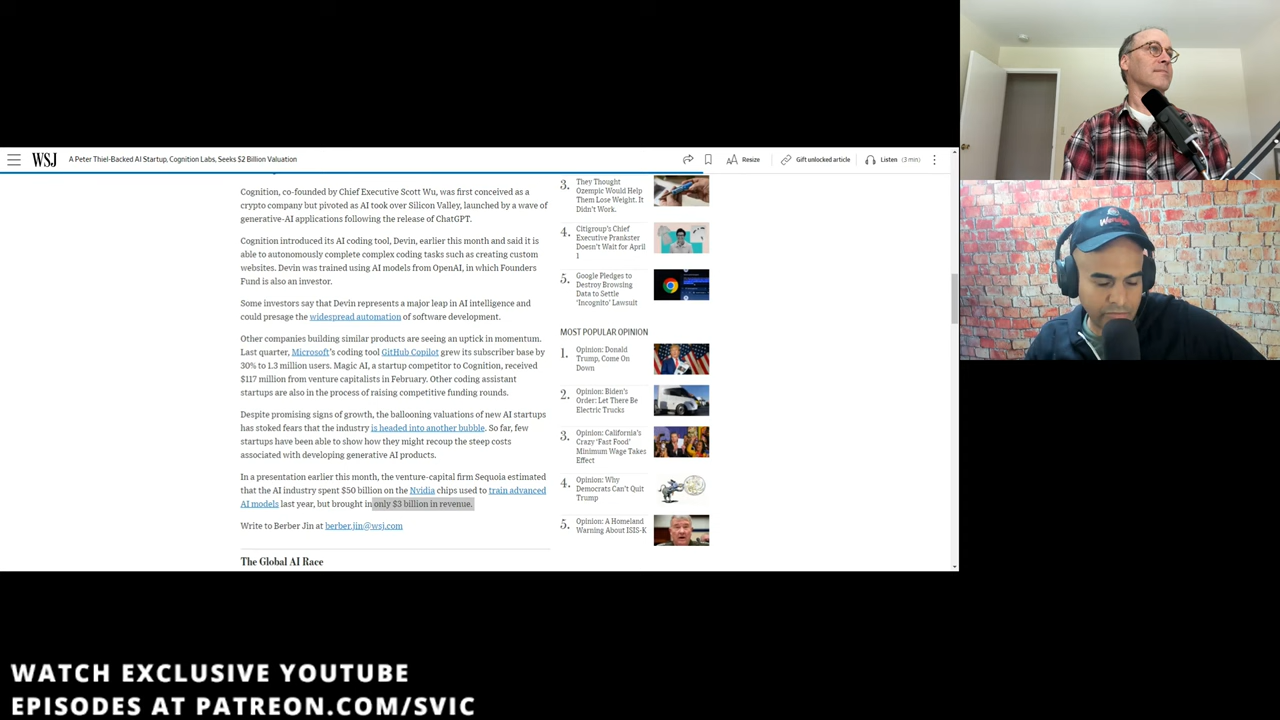 WSJ
A Peter Thiel-Backed AI Startup, Cognition Labs, Seeks $2 Billion Valuation
AA Resize
Gift unlocked article
Listen (3 min)
Cognition, co-founded by Chief Executive Scott Wu, was first conceived as a
crypto company but pivoted as AI took over Silicon Valley, launched by a wave of
generative-AI applications following the release of ChatGPT.
Cognition introduced its AI coding tool, Devin, earlier this month and said it is
able to autonomously complete complex coding tasks such as creating custom
websites. Devin was trained using AI models from OpenAI, in which Founders
Fund is also an investor.
Some investors say that Devin represents a major leap in AI intelligence and
could presage the widespread automation of software development.
Other companies building similar products are seeing an uptick in momentum.
Last quarter, Microsoft's coding tool GitHub Copilot grew its subscriber base by
30% to 1.3 million users. Magic AI, a startup competitor to Cognition, received
$117 million from venture capitalists in February. Other coding assistant
startups are also in the process of raising competitive funding rounds.
Despite promising signs of growth, the ballooning valuations of new AI startups
has stoked fears that the industry is headed into another bubble. So far, few
startups have been able to show how they might recoup the steep costs
associated with developing generative AI products.
In a presentation earlier this month, the venture-capital firm Sequoia estimated
that the AI industry spent $50 billion on the Nvidia chips used to train advanced
AI models last year, but brought in only $3 billion in revenue.
Write to Berber Jin at berber.jin@wsj.com
The Global AI Race
3.
They Thought
Ozempic Would Help
Them Lose Weight. It
Didn't Work.
4.
Citigroup's Chief
Executive Prankster
Doesn't Wait for April
1
5.
Google Pledges to
Destroy Browsing
Data to Settle
'Incognito' Lawsuit
MOST POPULAR OPINION
1.
Opinion: Donald
Trump, Come On
Down
2.
Opinion: Biden's
Order: Let There Be
Electric Trucks
3.
Opinion: California's
Crazy 'Fast Food'
Minimum Wage Takes
Effect
4.
Opinion: Why
Democrats Can't Quit
Trump
5.
Opinion: A Homeland
Warning About ISIS-K
WATCH EXCLUSIVE YOUTUBE
EPISODES AT PATREON.COM/SVIC